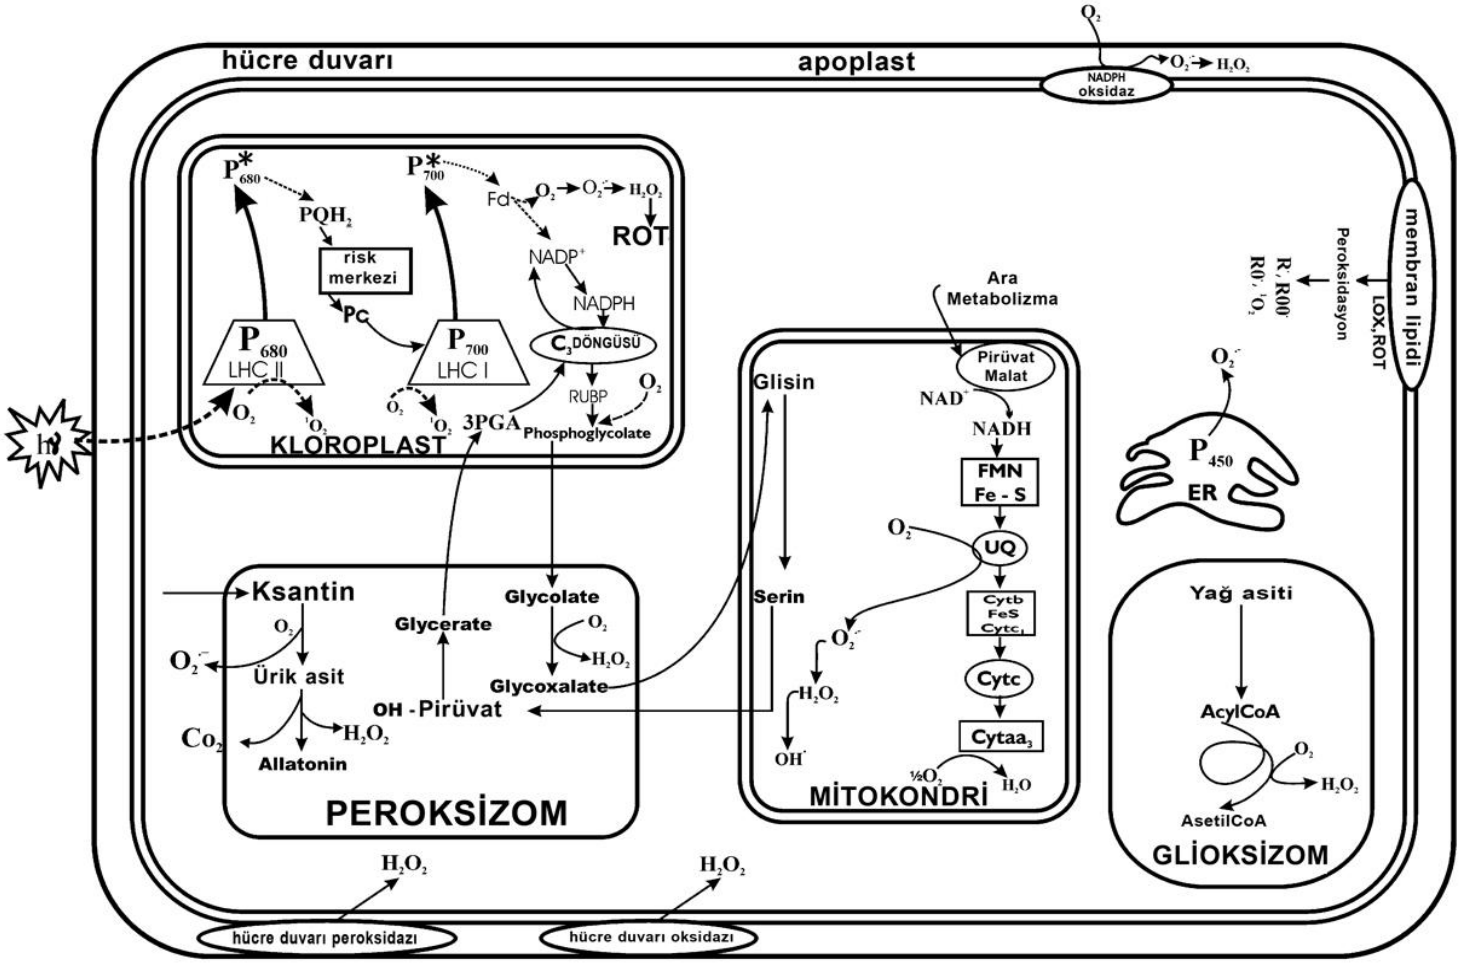 O₂
hücre duvarı
apoplast
NADPH
oksidaz
O₂˙⁻ H₂O₂
P*₆₈₀
P*₇₀₀
Fd O₂ O₂˙⁻ H₂O₂
PQH₂
ROT
risk
merkezi
NADP⁺
NADPH
Pc
P₆₈₀
LHC II
P₇₀₀
LHC I
C₃ DÖNGÜSÜ
RUBP
O₂
O₂
¹O₂
O₂
¹O₂
3PGA
Phosphoglycolate
KLOROPLAST
membran lipidi
LOX,ROT
Peroksidasyon
R˙, R00˙
R0˙, ¹O₂
Ara
Metabolizma
Pirüvat
Malat
Glisin
NAD⁺
NADH
FMN
Fe - S
O₂
UQ
Serin
Cytb
FeS
Cytc₁
O₂˙⁻
Cytc
H₂O₂
Cytaa₃
OH˙
½O₂
H₂O
MİTOKONDRİ
O₂˙⁻
P₄₅₀
ER
Ksantin
O₂
O₂˙⁻
Ürik asit
Co₂
H₂O₂
Allatonin
Glycolate
Glycerate
O₂
H₂O₂
Glycoxalate
OH - Pirüvat
PEROKSİZOM
Yağ asiti
AcylCoA
O₂
H₂O₂
AsetilCoA
GLİOKSİZOM
H₂O₂
H₂O₂
hücre duvarı peroksidazı
hücre duvarı oksidazı